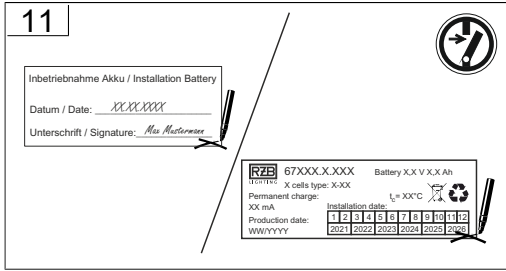 11
Inbetriebnahme Akku / Installation Battery
Datum / Date: XX.XX.XXXX
Unterschrift / Signature: Max Mustermann
RZB 67XXX.X.XXX Battery X,X V X,X Ah
LIGHTING X cells type: X-XX
Permanent charge: tc= XX°C
XX mA Installation date:
1 2 3 4 5 6 7 8 9 10 11 12
Production date:
WW/YYYY 2021 2022 2023 2024 2025 2026